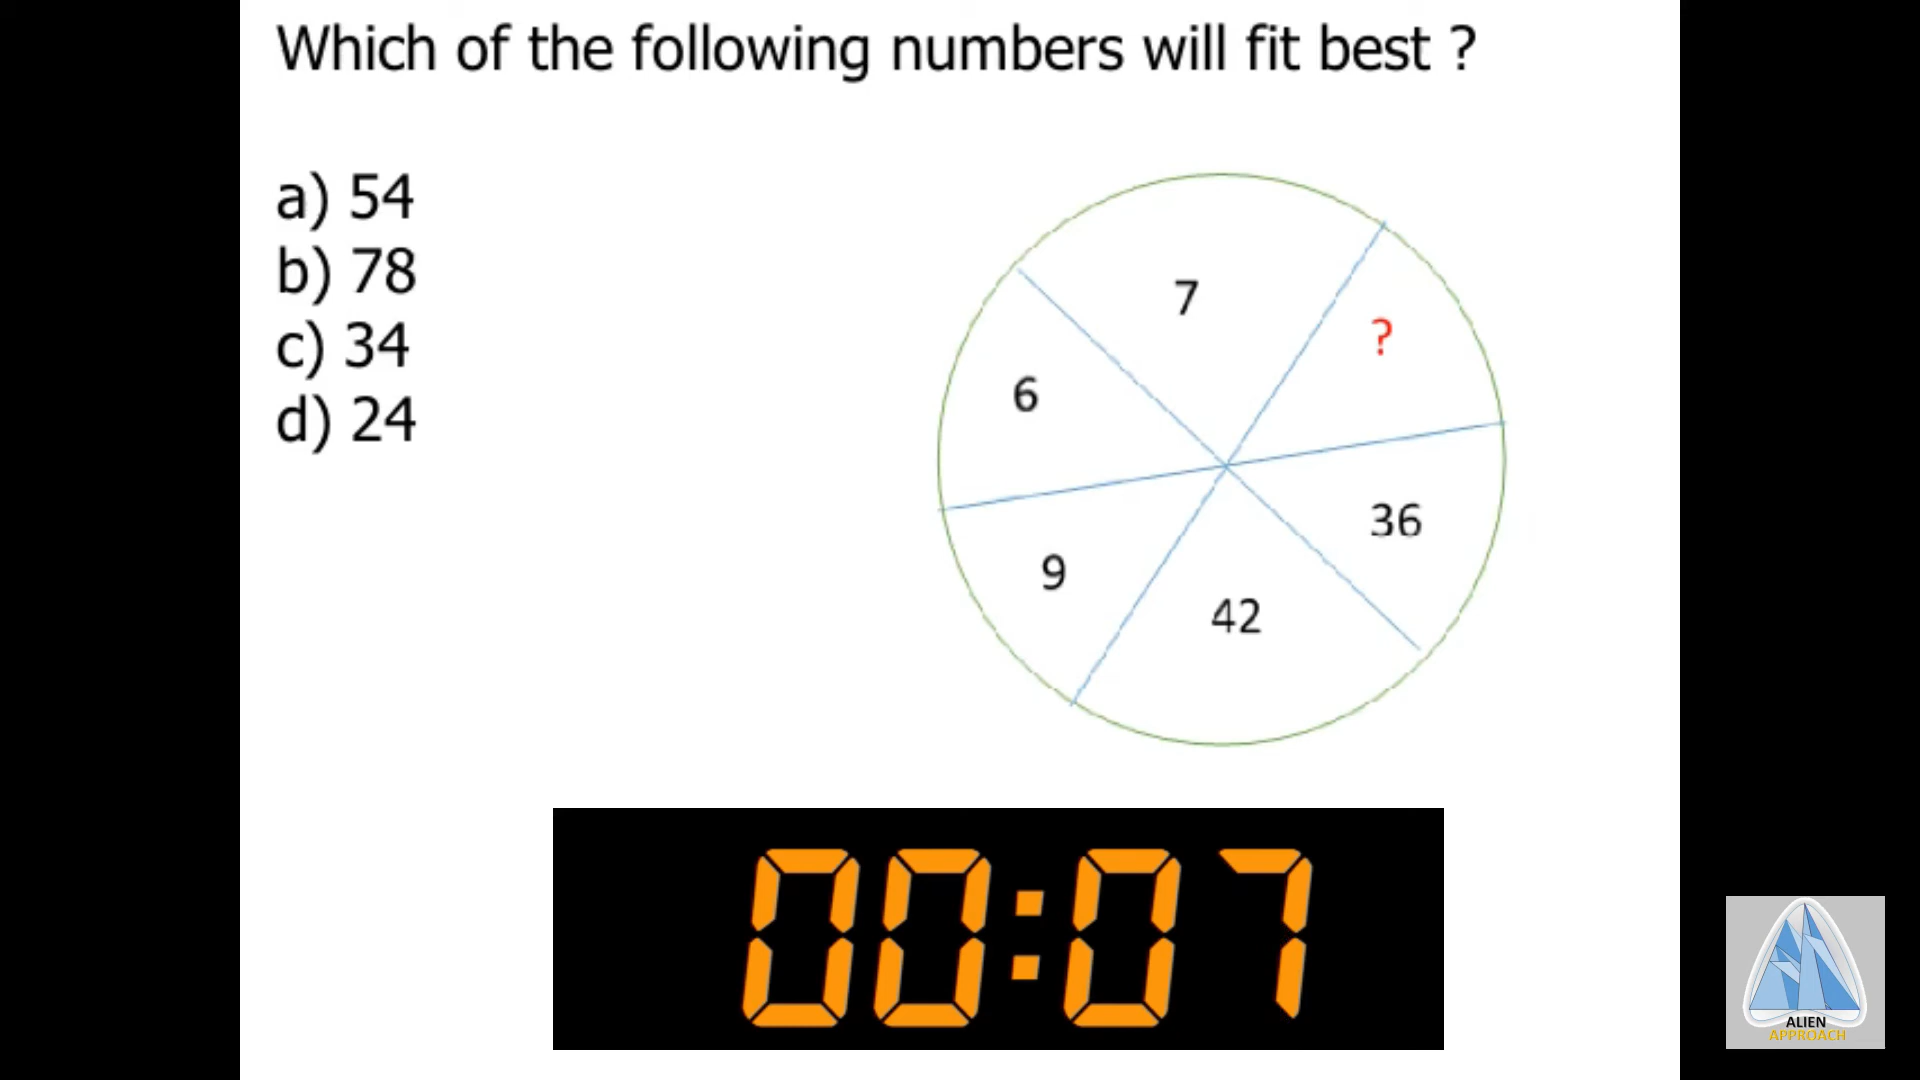 Which of the following numbers will fit best ?
a) 54
b) 78
c) 34
d) 24
7
?
6
36
9
42
00:07
ALIEN
APPROACH